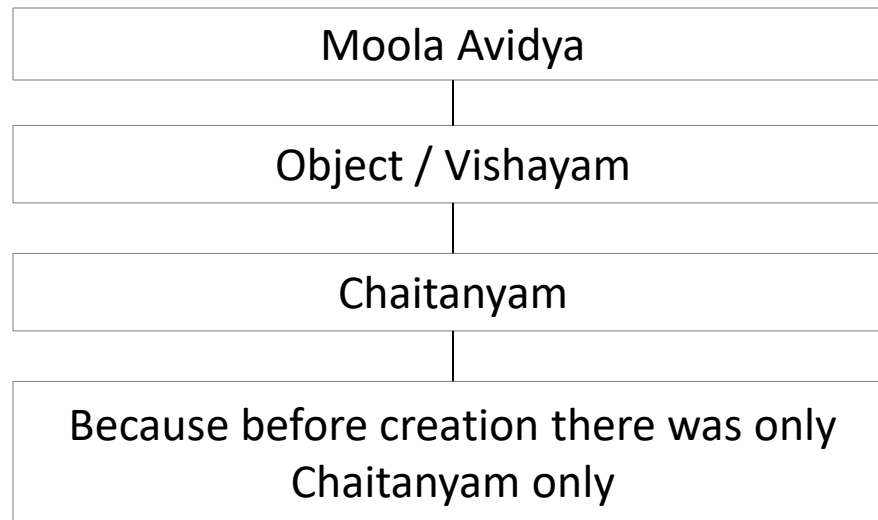 Moola Avidya
Object / Vishayam
Chaitanyam
Because before creation there was only
Chaitanyam only